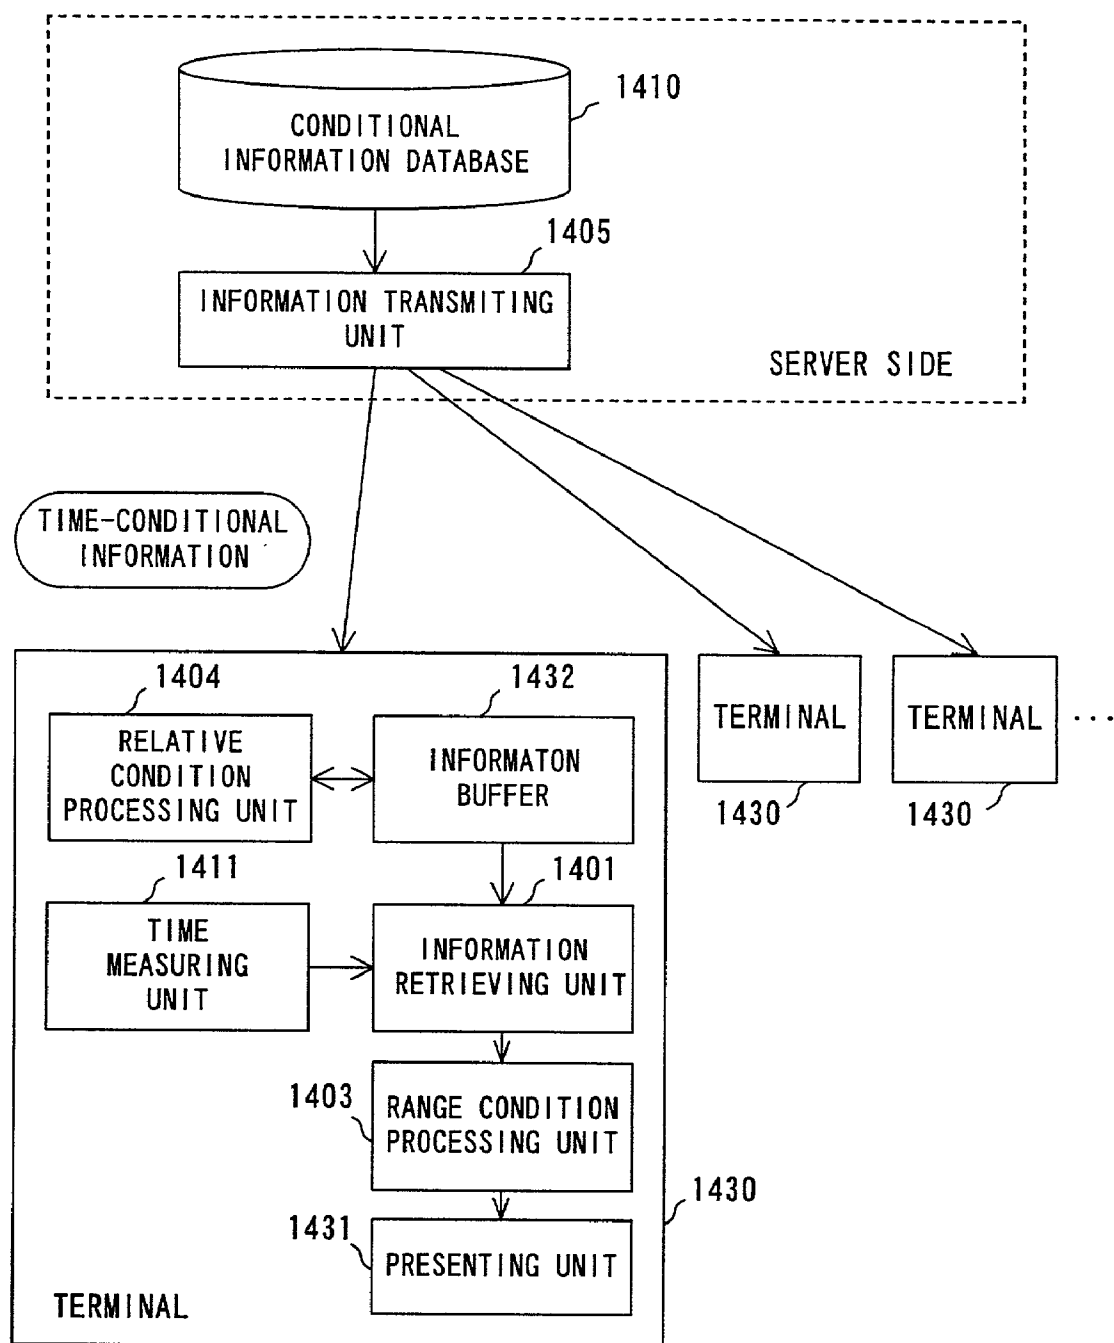 1410
CONDITIONAL
INFORMATION DATABASE
1405
INFORMATION TRANSMITING
UNIT
SERVER SIDE
TIME-CONDITIONAL
INFORMATION
1404
1432
RELATIVE
CONDITION
PROCESSING UNIT
INFORMATON
BUFFER
TERMINAL
TERMINAL
...
1430
1430
1411
1401
TIME
MEASURING
UNIT
INFORMATION
RETRIEVING UNIT
1403
RANGE CONDITION
PROCESSING UNIT
1430
1431
PRESENTING UNIT
TERMINAL